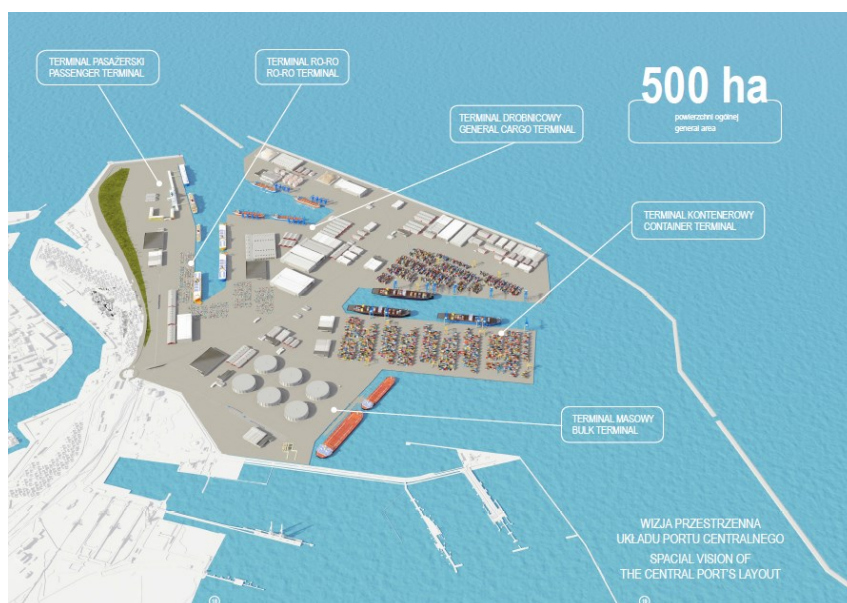 TERMINAL PASAŻERSKI
PASSENGER TERMINAL
TERMINAL RO-RO
RO-RO TERMINAL
TERMINAL DROBNICOWY
GENERAL CARGO TERMINAL
500 ha
powierzchni ogólnej
general area
TERMINAL KONTENEROWY
CONTAINER TERMINAL
TERMINAL MASOWY
BULK TERMINAL
WIZJA PRZESTRZENNA
UKŁADU PORTU CENTRALNEGO
SPACIAL VISION OF
THE CENTRAL PORT'S LAYOUT